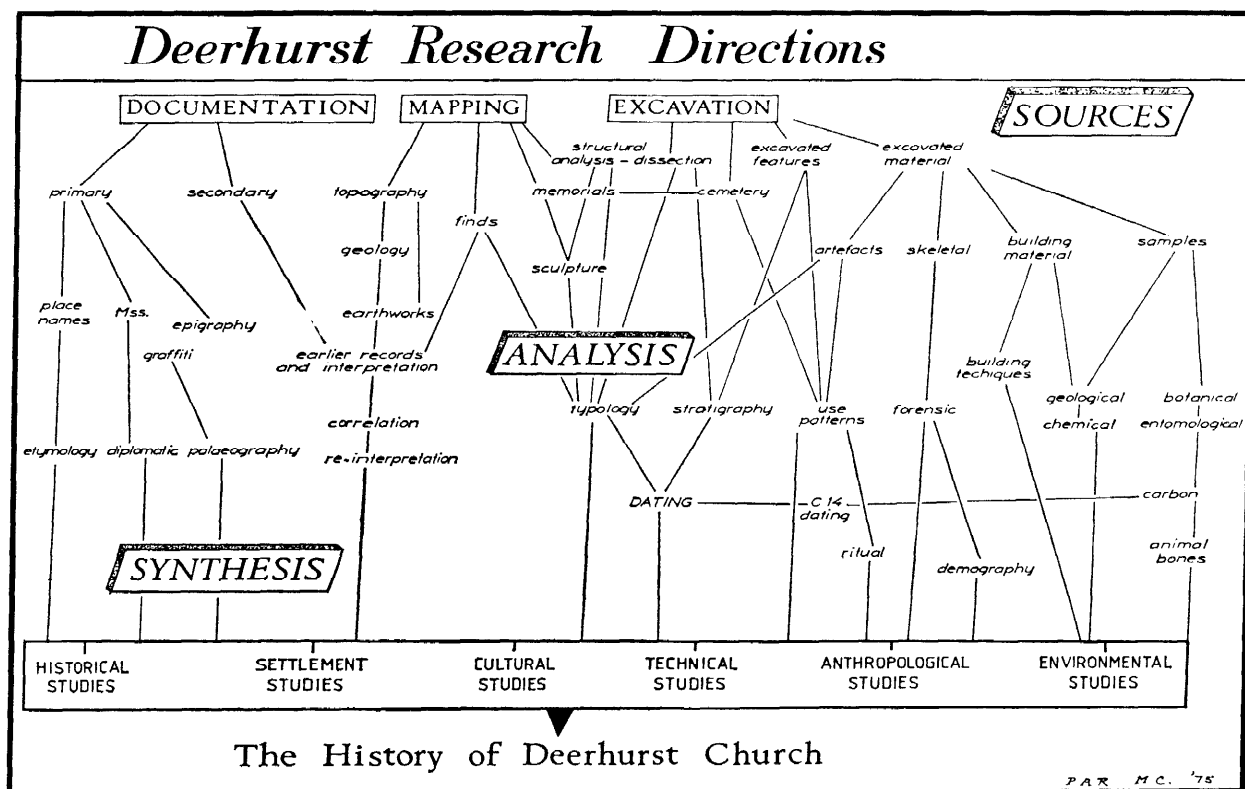 Deerhurst Research Directions
DOCUMENTATION
MAPPING
EXCAVATION
SOURCES
structural
analysis - dissection
excavated
features
excavated
material
primary
secondary
topography
memorials
cemetery
finds
geology
sculpture
artefacts
skeletal
building
material
samples
place
names
Mss.
epigraphy
earthworks
graffiti
earlier records
and interpretation
ANALYSIS
building
techiques
geological
chemical
botanical
entomological
typology
stratigraphy
use
patterns
forensic
correlation
re-interpretation
etymology
diplomatic
palaeography
DATING
C 14
dating
carbon
ritual
demography
animal
bones
SYNTHESIS
HISTORICAL
STUDIES
SETTLEMENT
STUDIES
CULTURAL
STUDIES
TECHNICAL
STUDIES
ANTHROPOLOGICAL
STUDIES
ENVIRONMENTAL
STUDIES
The History of Deerhurst Church
PAR MC. '75